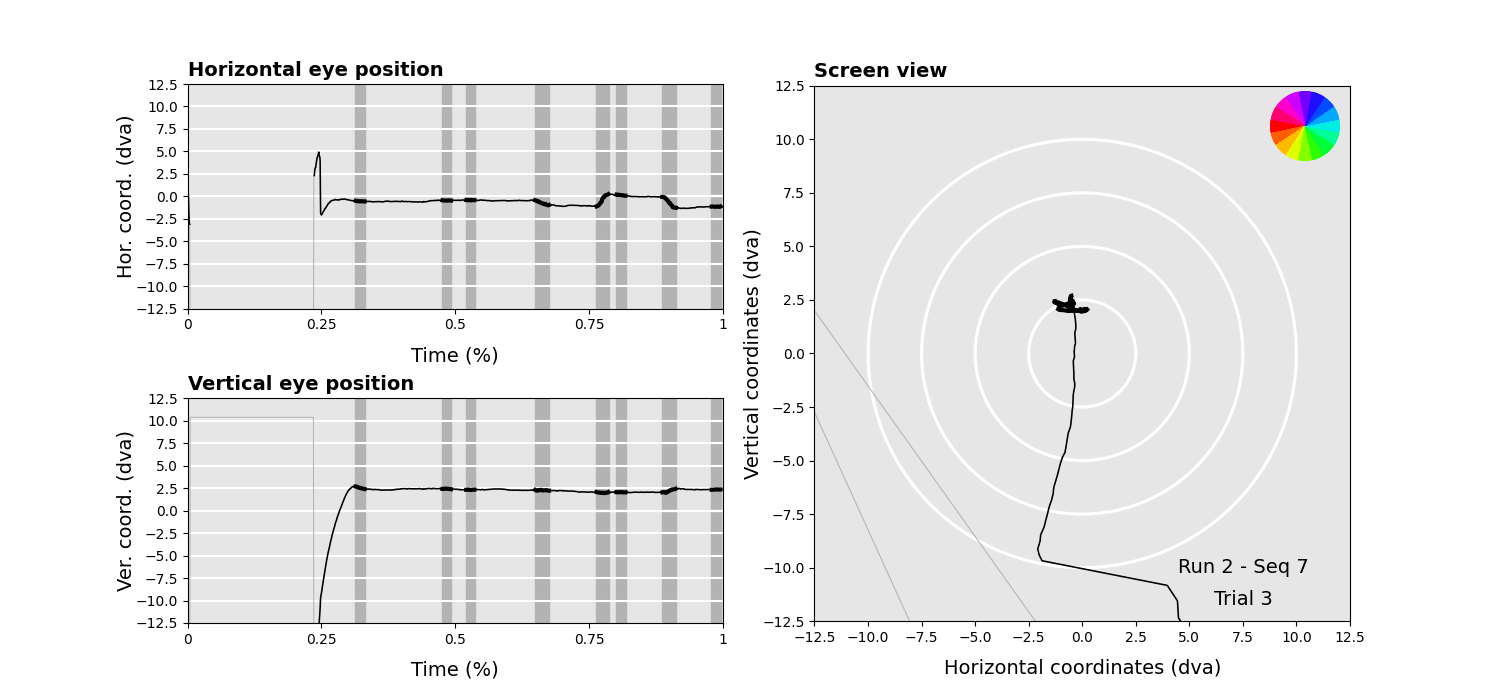 Horizontal eye position
12.5
10.0
7.5
5.0
2.5
0.0
−2.5
−5.0
−7.5
−10.0
−12.5
Hor. coord. (dva)
0 0.25 0.5 0.75 1
Time (%)
Vertical eye position
12.5
10.0
7.5
5.0
2.5
0.0
−2.5
−5.0
−7.5
−10.0
−12.5
Ver. coord. (dva)
0 0.25 0.5 0.75 1
Time (%)
Screen view
12.5
10.0
7.5
5.0
2.5
0.0
−2.5
−5.0
−7.5
−10.0
−12.5
Vertical coordinates (dva)
Run 2 - Seq 7
Trial 3
−12.5 −10.0 −7.5 −5.0 −2.5 0.0 2.5 5.0 7.5 10.0 12.5
Horizontal coordinates (dva)